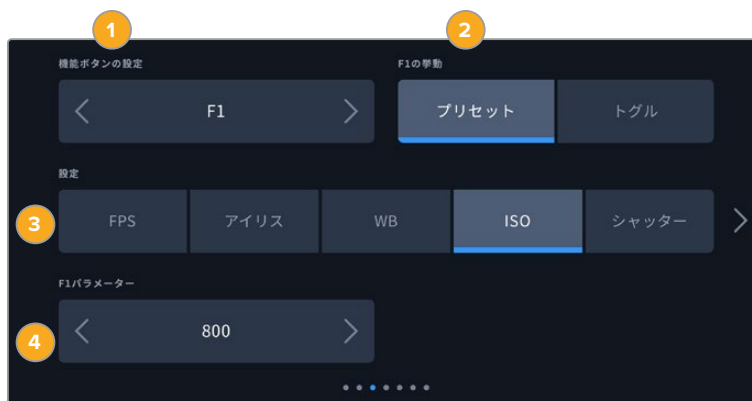 1 2
機能ボタンの設定 F1の挙動
F1 プリセット トグル
設定
3 FPS アイリス WB ISO シャッター
F1パラメーター
4 800